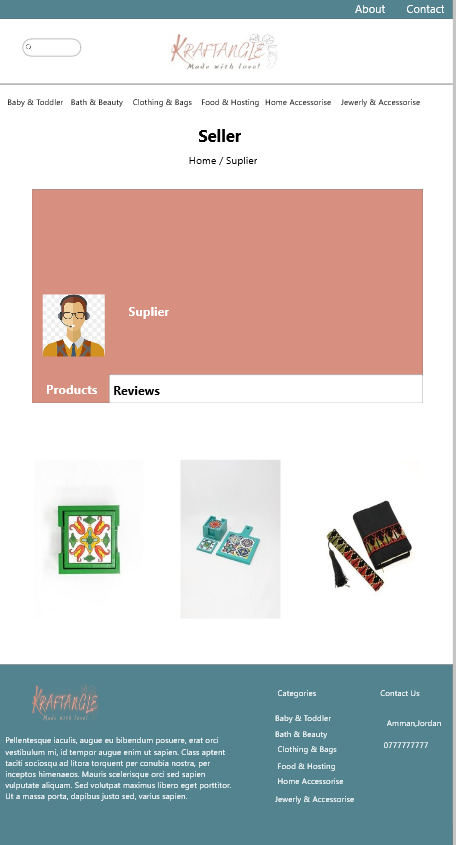 About Contact
KRAFTANGLE
Made with love!
Baby & Toddler Bath & Beauty Clothing & Bags Food & Hosting Home Accessorise Jewerly & Accessorise
Seller
Home / Suplier
Suplier
Products Reviews
KRAFTANGLE
Made with love!
Pellentesque iaculis, augue eu bibendum posuere, erat orci
vestibulum mi, id tempor augue enim ut sapien. Class aptent
taciti sociosqu ad litora torquent per conubia nostra, per
inceptos himenaeos. Mauris scelerisque orci sed sapien
vulputate aliquam. Sed volutpat maximus libero eget porttitor.
Ut a massa porta, dapibus justo sed, varius sapien.
Categories
Baby & Toddler
Bath & Beauty
Clothing & Bags
Food & Hosting
Home Accessorise
Jewerly & Accessorise
Contact Us
Amman,Jordan
0777777777